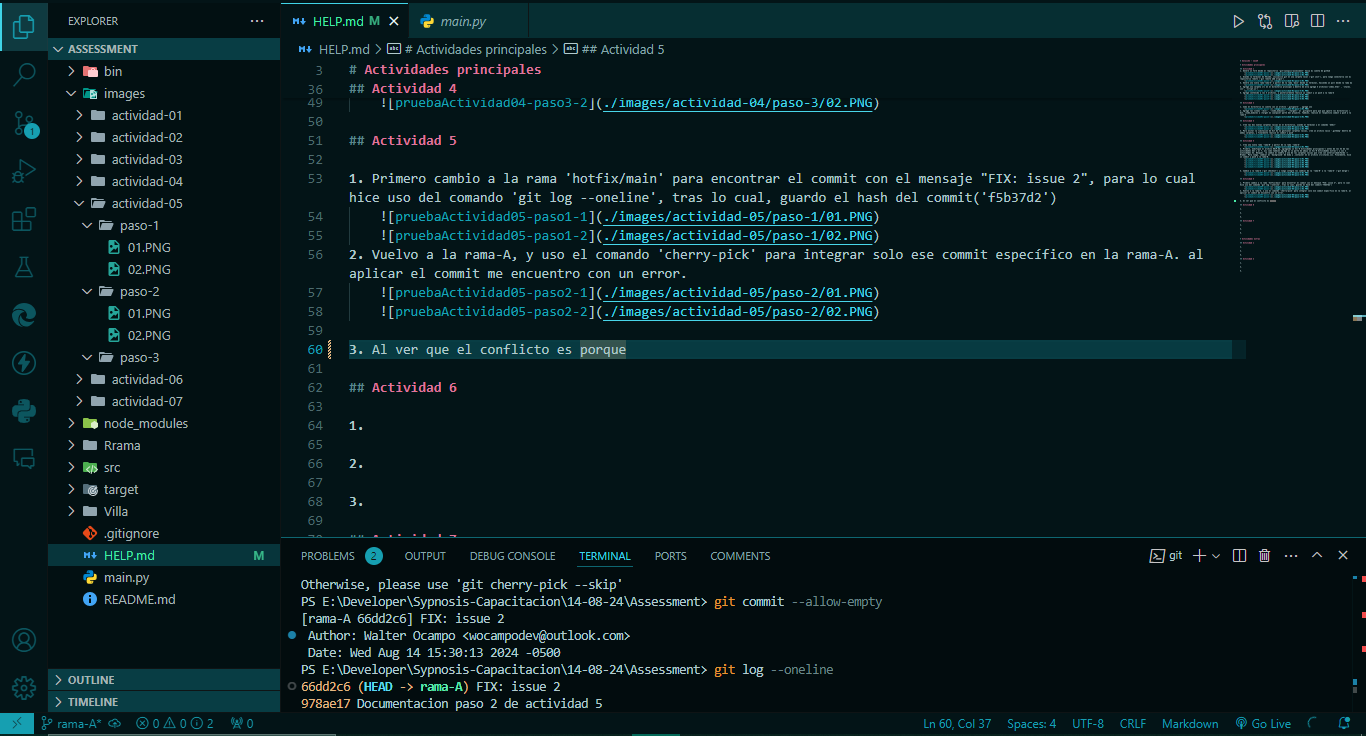 EXPLORER
ASSESSMENT
bin
images
actividad-01
actividad-02
actividad-03
actividad-04
actividad-05
paso-1
01.PNG
02.PNG
paso-2
01.PNG
02.PNG
paso-3
actividad-06
actividad-07
node_modules
Rrama
src
target
Villa
.gitignore
HELP.md M
main.py
README.md
OUTLINE
TIMELINE
HELP.md M
main.py
HELP.md > # Actividades principales > ## Actividad 5
3 # Actividades principales
36 ## Actividad 4
49 ![pruebaActividad04-paso3-2](./images/actividad-04/paso-3/02.PNG)
50
51 ## Actividad 5
52
53 1. Primero cambio a la rama 'hotfix/main' para encontrar el commit con el mensaje "FIX: issue 2", para lo cual
hice uso del comando 'git log --oneline', tras lo cual, guardo el hash del commit('f5b37d2')
54 ![pruebaActividad05-paso1-1](./images/actividad-05/paso-1/01.PNG)
55 ![pruebaActividad05-paso1-2](./images/actividad-05/paso-1/02.PNG)
56 2. Vuelvo a la rama-A, y uso el comando 'cherry-pick' para integrar solo ese commit específico en la rama-A. al
aplicar el commit me encuentro con un error.
57 ![pruebaActividad05-paso2-1](./images/actividad-05/paso-2/01.PNG)
58 ![pruebaActividad05-paso2-2](./images/actividad-05/paso-2/02.PNG)
59
60 3. Al ver que el conflicto es porque
61
62 ## Actividad 6
63
64 1.
65
66 2.
67
68 3.
69
PROBLEMS 2 OUTPUT DEBUG CONSOLE TERMINAL PORTS COMMENTS
git
Otherwise, please use 'git cherry-pick --skip'
PS E:\Developer\Sypnosis-Capacitacion\14-08-24\Assessment> git commit --allow-empty
[rama-A 66dd2c6] FIX: issue 2
Author: Walter Ocampo <wocampodev@outlook.com>
Date: Wed Aug 14 15:30:13 2024 -0500
PS E:\Developer\Sypnosis-Capacitacion\14-08-24\Assessment> git log --oneline
66dd2c6 (HEAD -> rama-A) FIX: issue 2
978ae17 Documentacion paso 2 de actividad 5
rama-A* 0 0 2 0
Ln 60, Col 37 Spaces: 4 UTF-8 CRLF Markdown Go Live